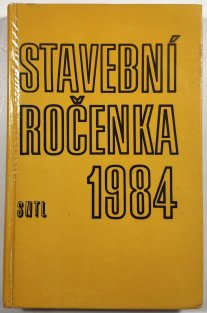 STAVEBNÍ
ROČENKA
1984
SNTL